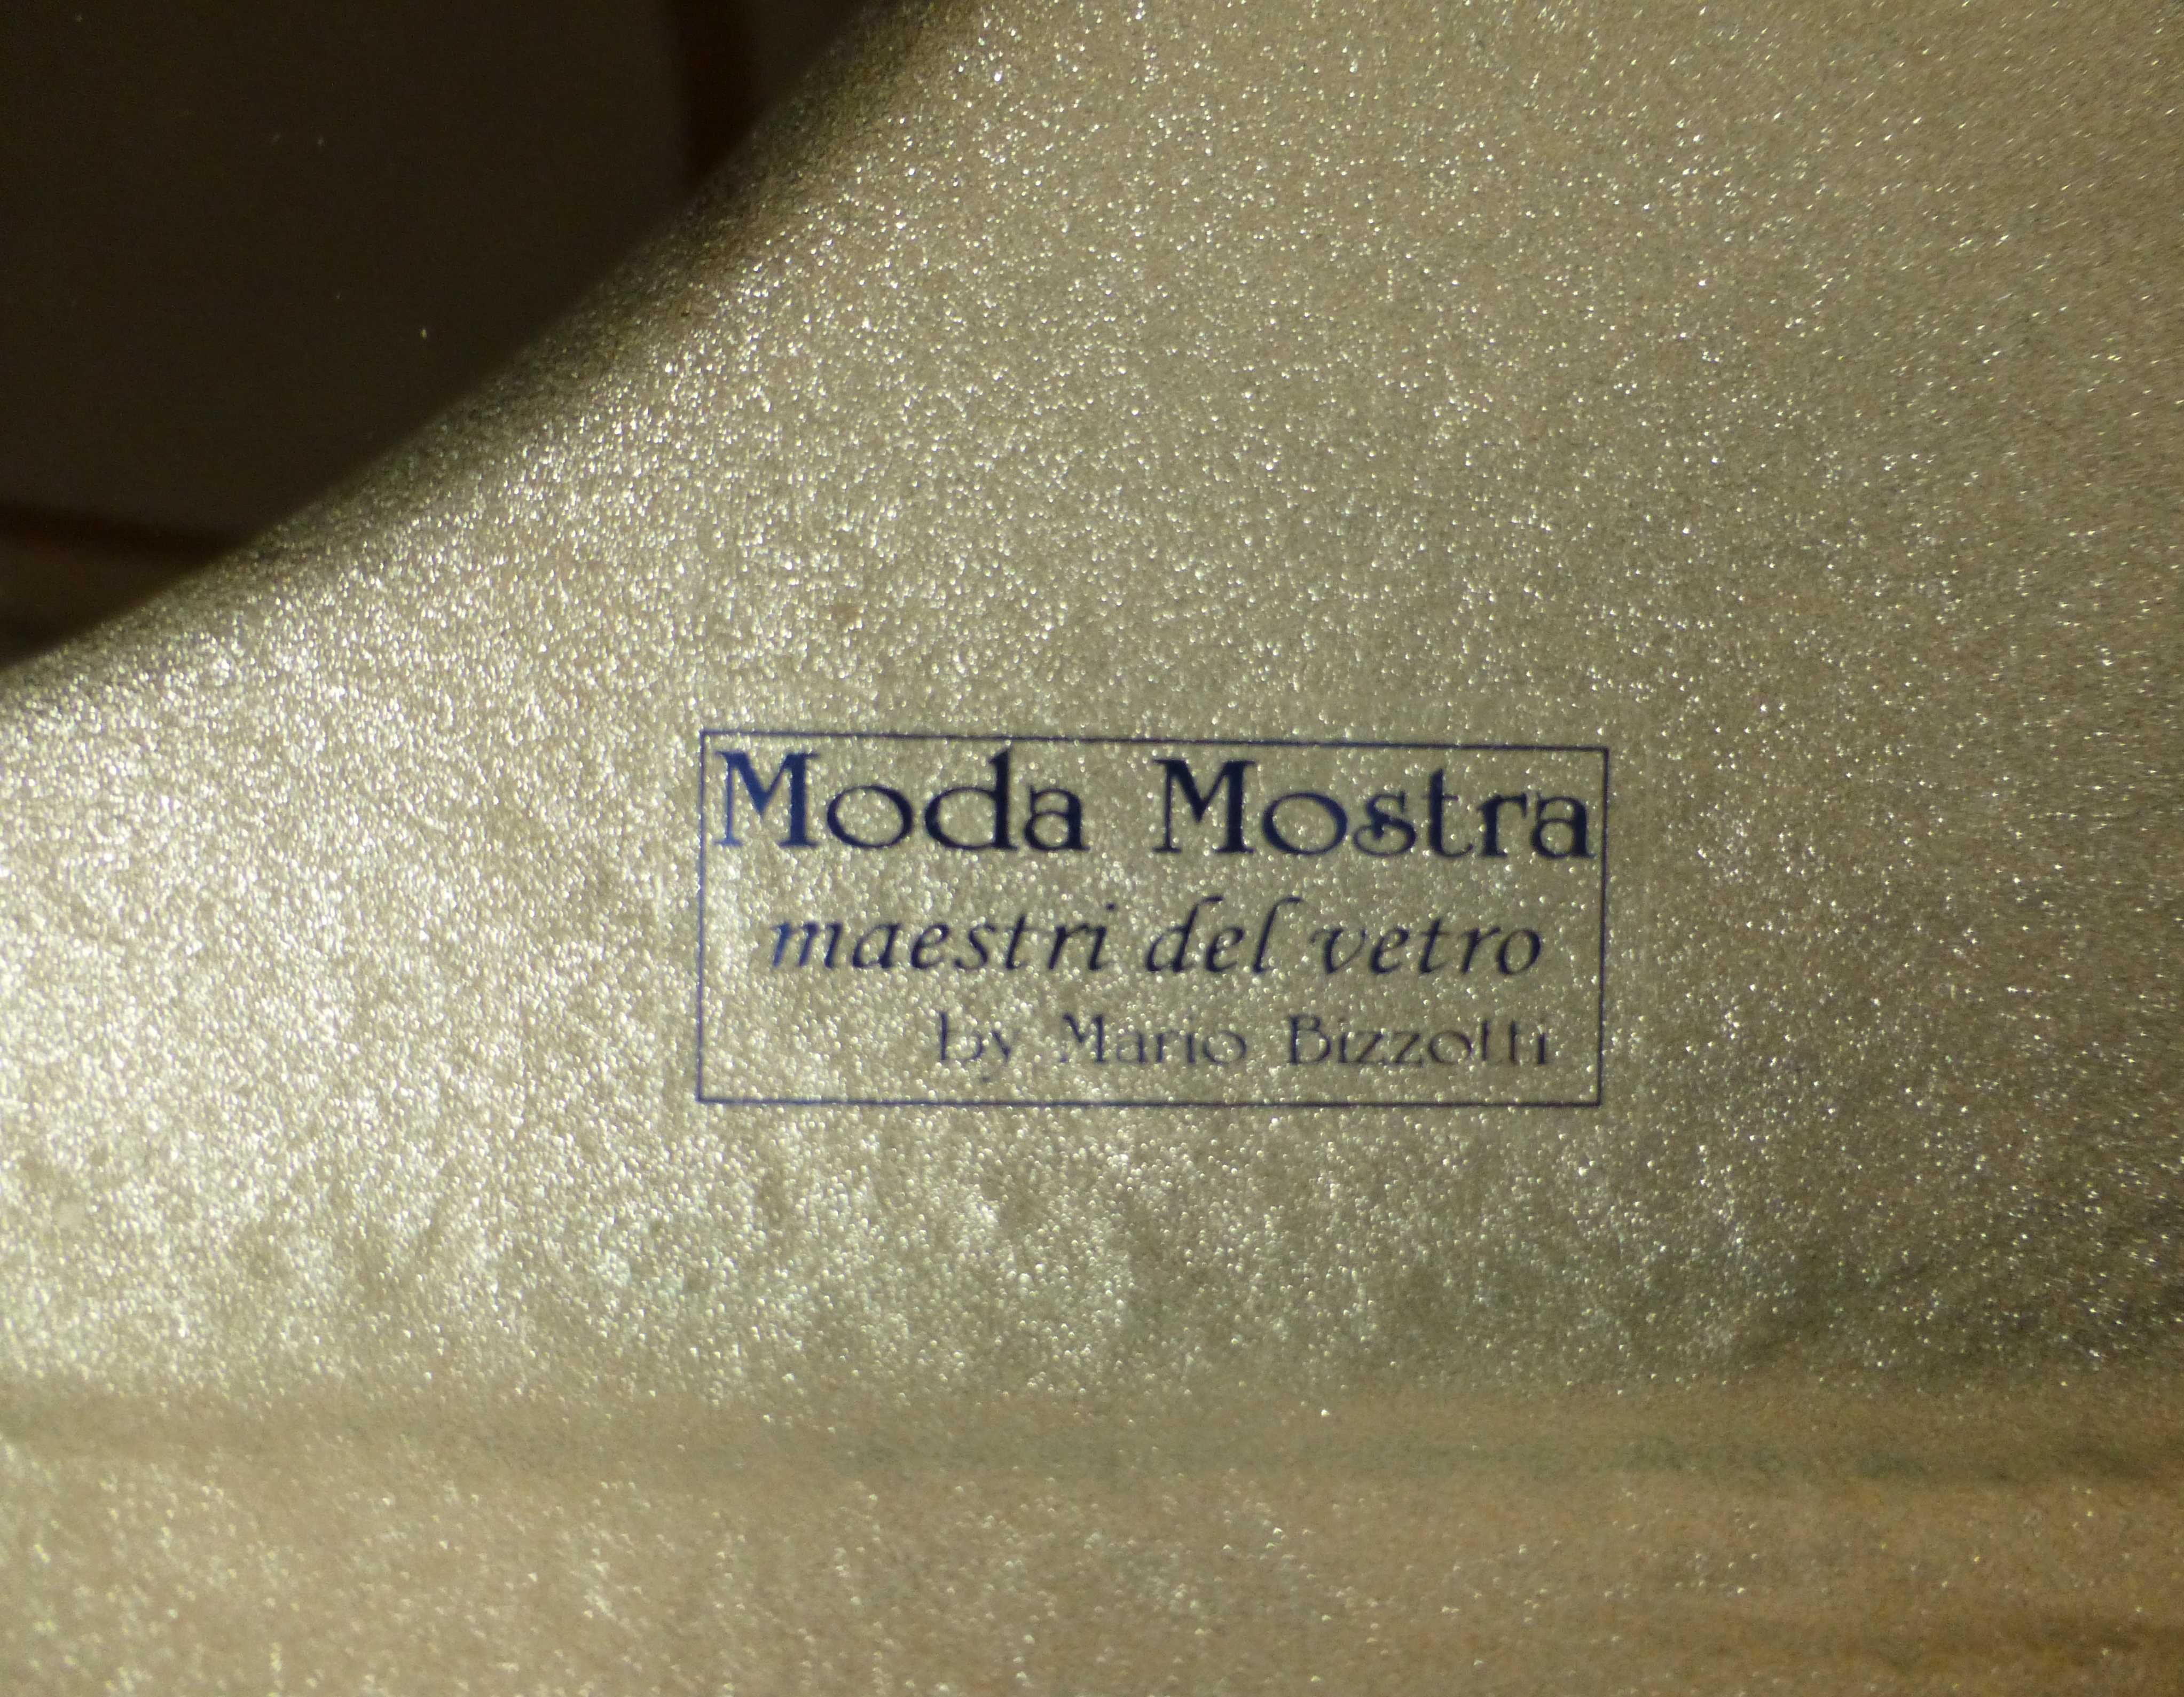 Moda Mostra
maestri del vetro
by Mario Bizzotti